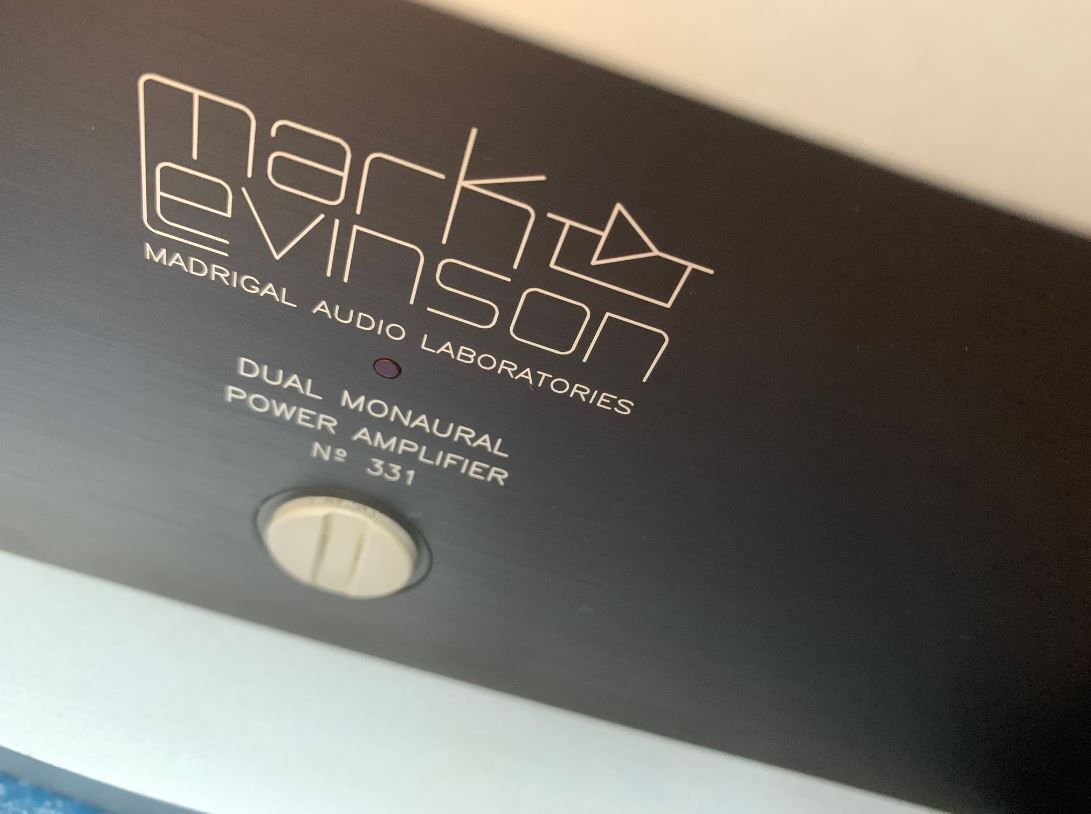 mark
Levinson
MADRIGAL AUDIO LABORATORIES
DUAL MONAURAL
POWER AMPLIFIER
Nº 331